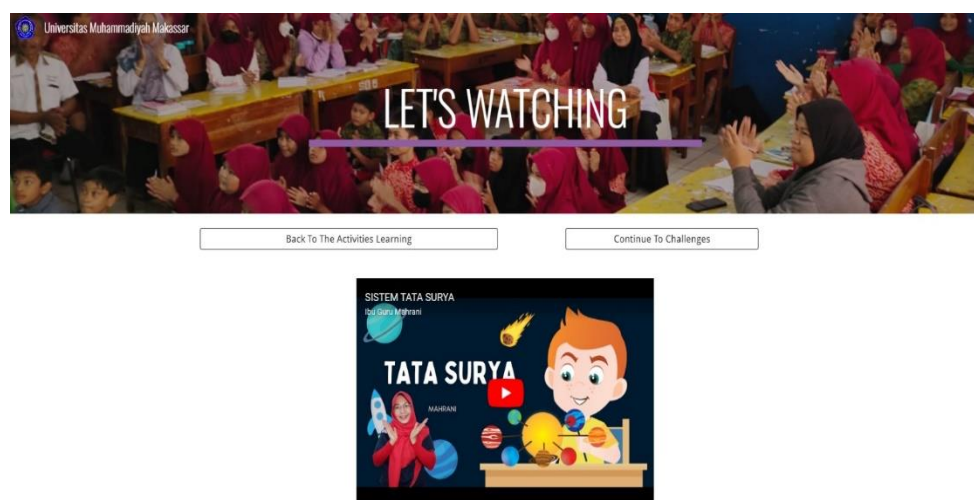 Universitas Muhammadiyah Makassar
LET'S WATCHING
Back To The Activities Learning
Continue To Challenges
SISTEM TATA SURYA
Ibu Guru Mahrani
TATA SURYA
MAHRANI